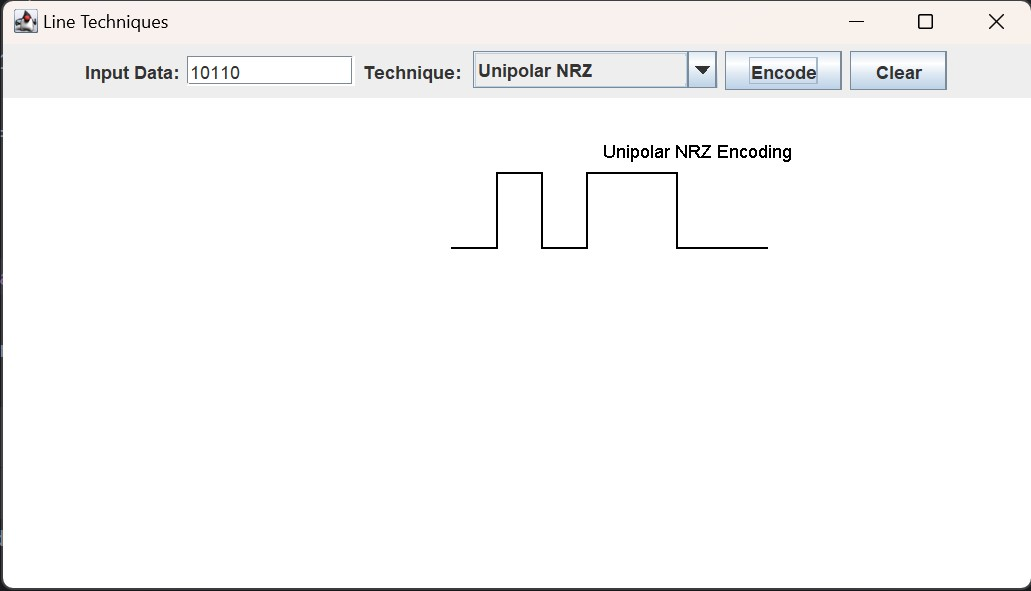 Line Techniques
Input Data: 10110 Technique: Unipolar NRZ Encode Clear
Unipolar NRZ Encoding